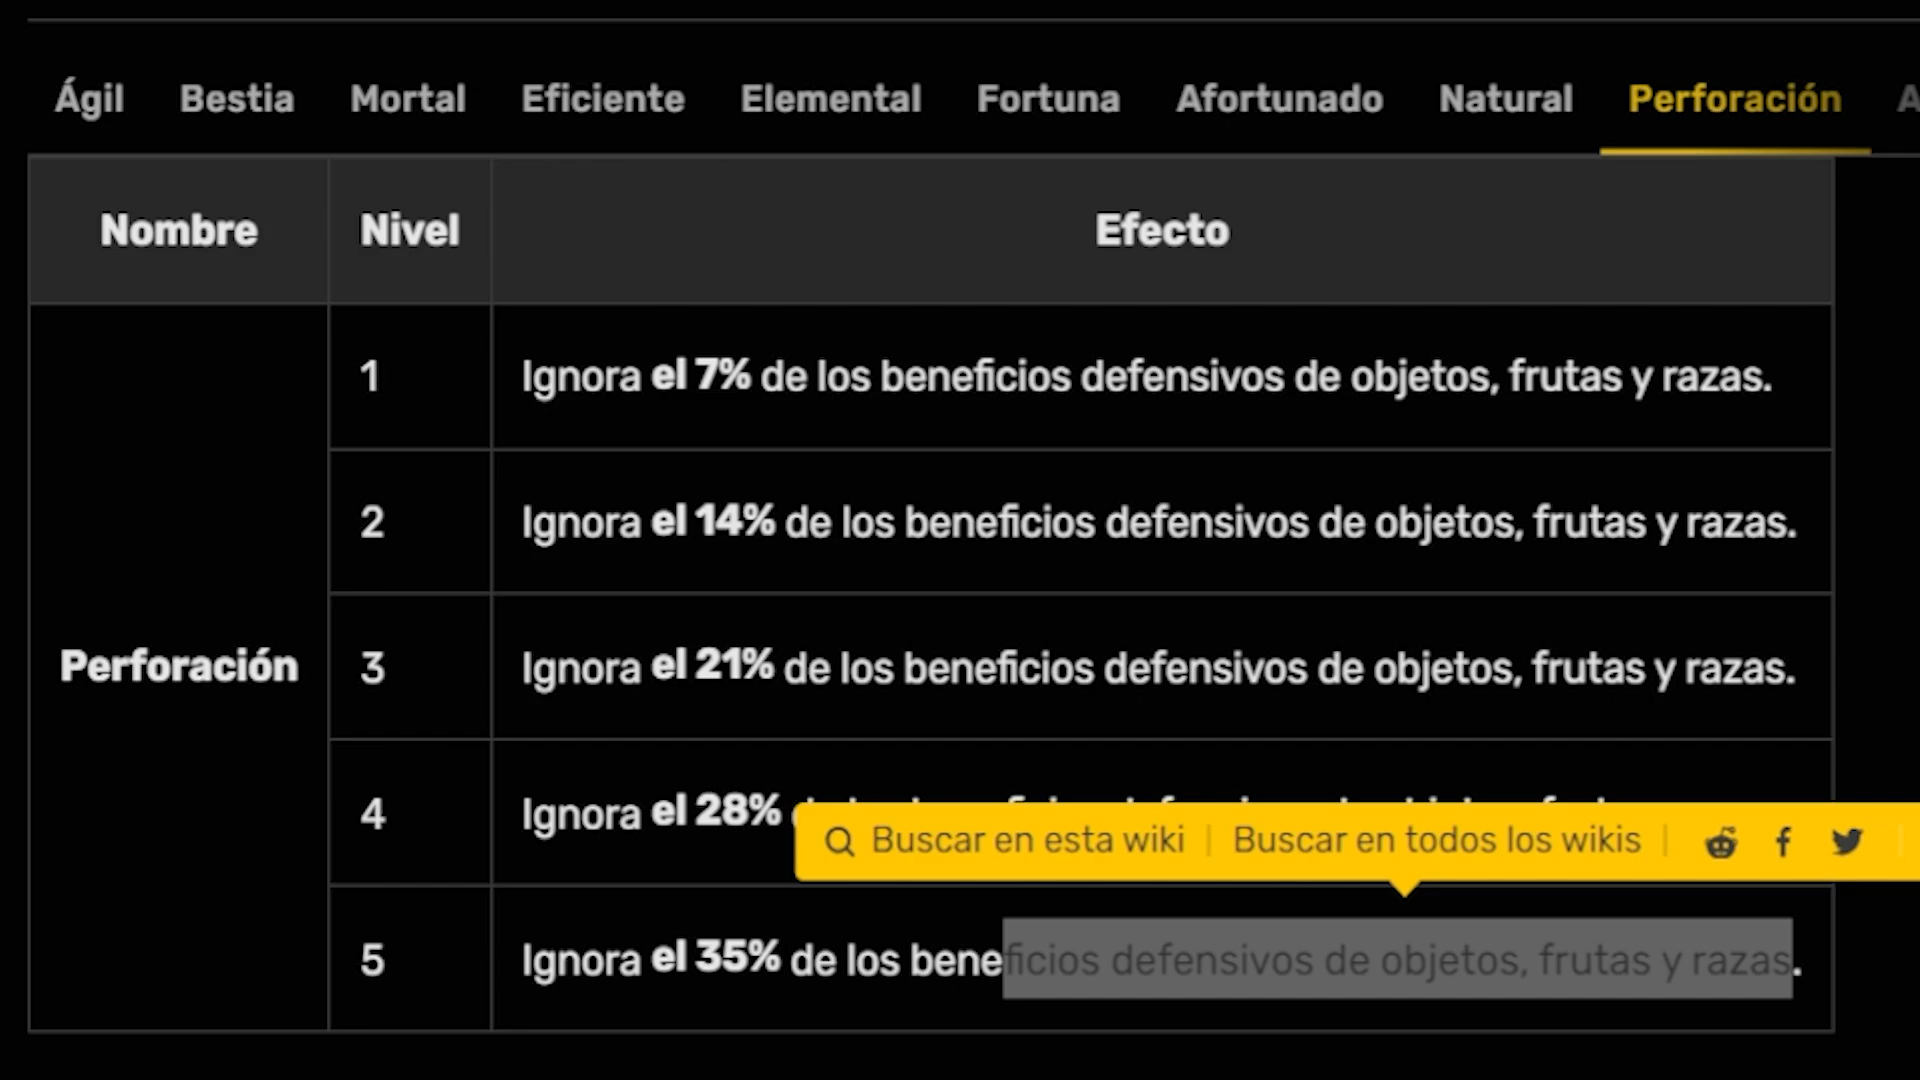 Ágil Bestia Mortal Eficiente Elemental Fortuna Afortunado Natural Perforación A
Nombre Nivel Efecto
1 Ignora el 7% de los beneficios defensivos de objetos, frutas y razas.
2 Ignora el 14% de los beneficios defensivos de objetos, frutas y razas.
Perforación 3 Ignora el 21% de los beneficios defensivos de objetos, frutas y razas.
4 Ignora el 28%
Buscar en esta wiki | Buscar en todos los wikis
5 Ignora el 35% de los beneficios defensivos de objetos, frutas y razas.